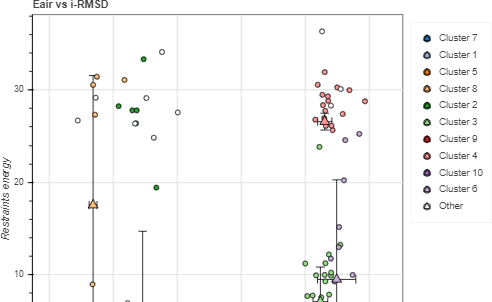 Eair vs i-RMSD
Restraints energy
30
20
10
Cluster 7
Cluster 1
Cluster 5
Cluster 8
Cluster 2
Cluster 3
Cluster 9
Cluster 4
Cluster 10
Cluster 6
Other